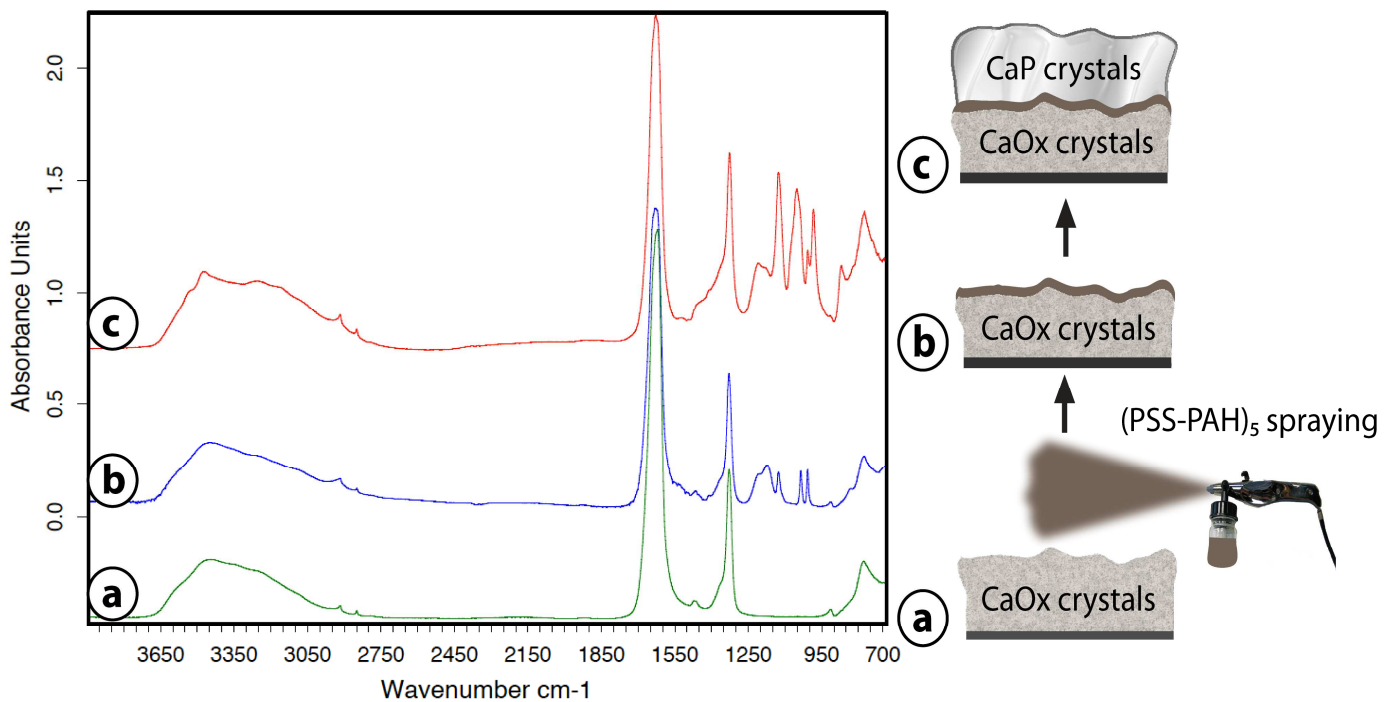 2.0
1.5
1.0
0.5
0.0
Absorbance Units
c
b
a
3650 3350 3050 2750 2450 2150 1850 1550 1250 950 700
Wavenumber cm-1
CaP crystals
CaOx crystals
c
CaOx crystals
b
(PSS-PAH)₅ spraying
CaOx crystals
a